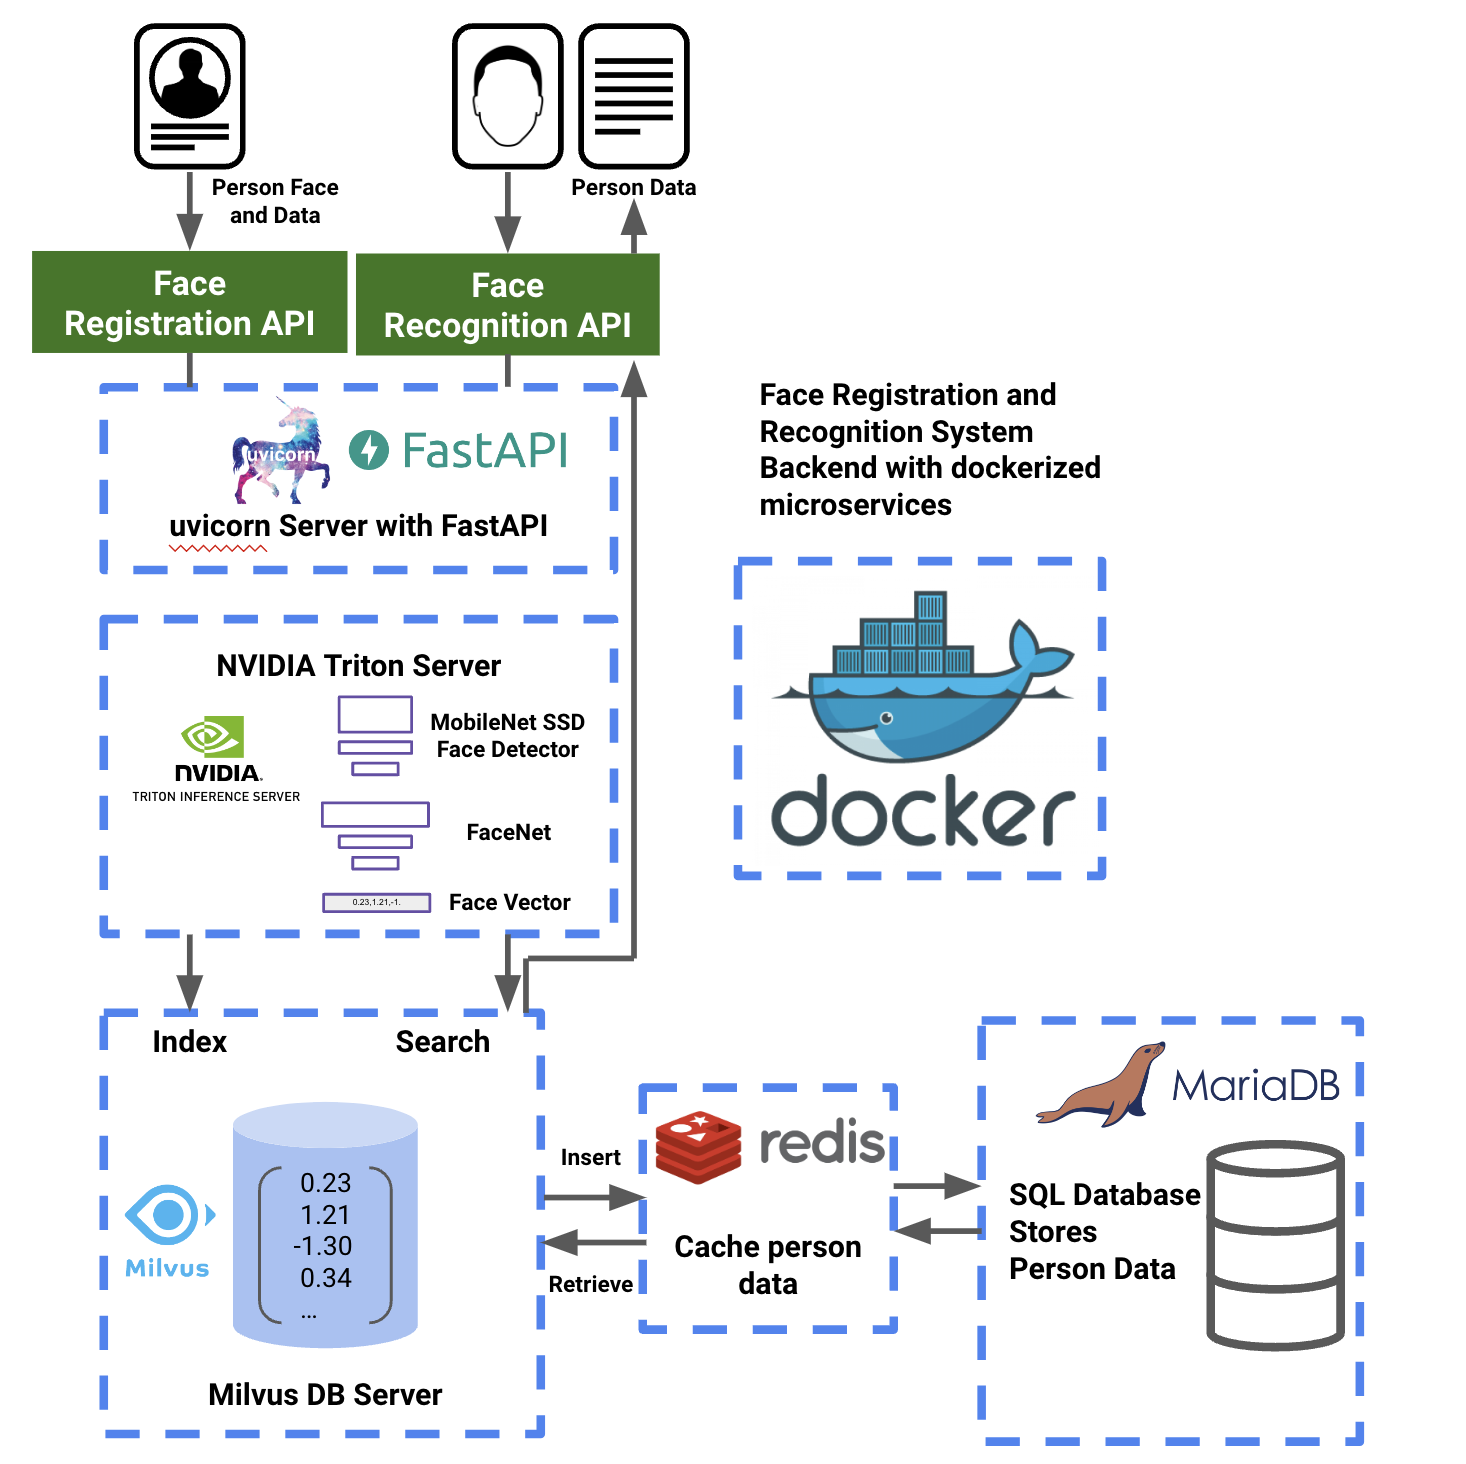 Person Face
and Data
Person Data
Face
Registration API
Face
Recognition API
uvicorn
FastAPI
uvicorn Server with FastAPI
Face Registration and
Recognition System
Backend with dockerized
microservices
docker
NVIDIA Triton Server
MobileNet SSD
Face Detector
NVIDIA.
TRITON INFERENCE SERVER
FaceNet
0.23,1.21,-1.
Face Vector
Index
Search
0.23
1.21
-1.30
0.34
...
Milvus
Milvus DB Server
Insert
Retrieve
redis
Cache person
data
MariaDB
SQL Database
Stores
Person Data